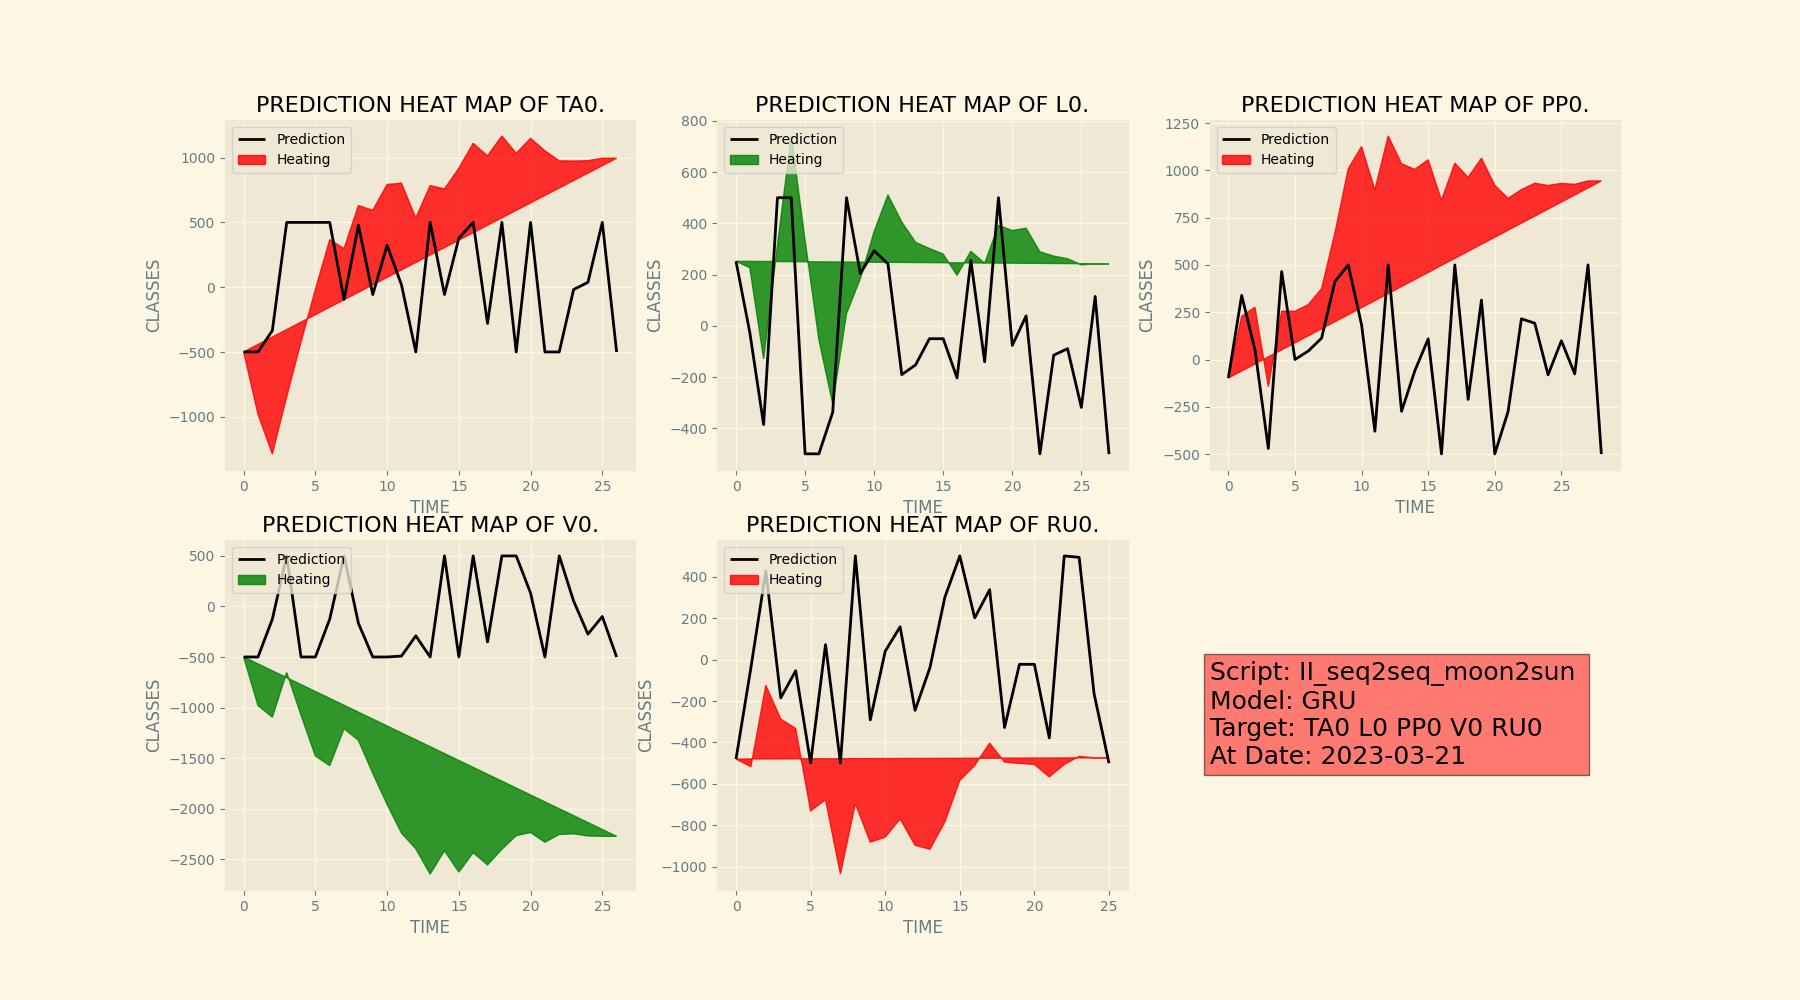 PREDICTION HEAT MAP OF TA0.
Prediction
Heating
CLASSES
1000
500
0
−500
−1000
0 5 10 15 20 25
TIME
PREDICTION HEAT MAP OF L0.
Prediction
Heating
CLASSES
800
600
400
200
0
−200
−400
0 5 10 15 20 25
TIME
PREDICTION HEAT MAP OF PP0.
Prediction
Heating
CLASSES
1250
1000
750
500
250
0
−250
−500
0 5 10 15 20 25
TIME
PREDICTION HEAT MAP OF V0.
Prediction
Heating
CLASSES
500
0
−500
−1000
−1500
−2000
−2500
0 5 10 15 20 25
TIME
PREDICTION HEAT MAP OF RU0.
Prediction
Heating
CLASSES
400
200
0
−200
−400
−600
−800
−1000
0 5 10 15 20 25
TIME
Script: II_seq2seq_moon2sun
Model: GRU
Target: TA0 L0 PP0 V0 RU0
At Date: 2023-03-21